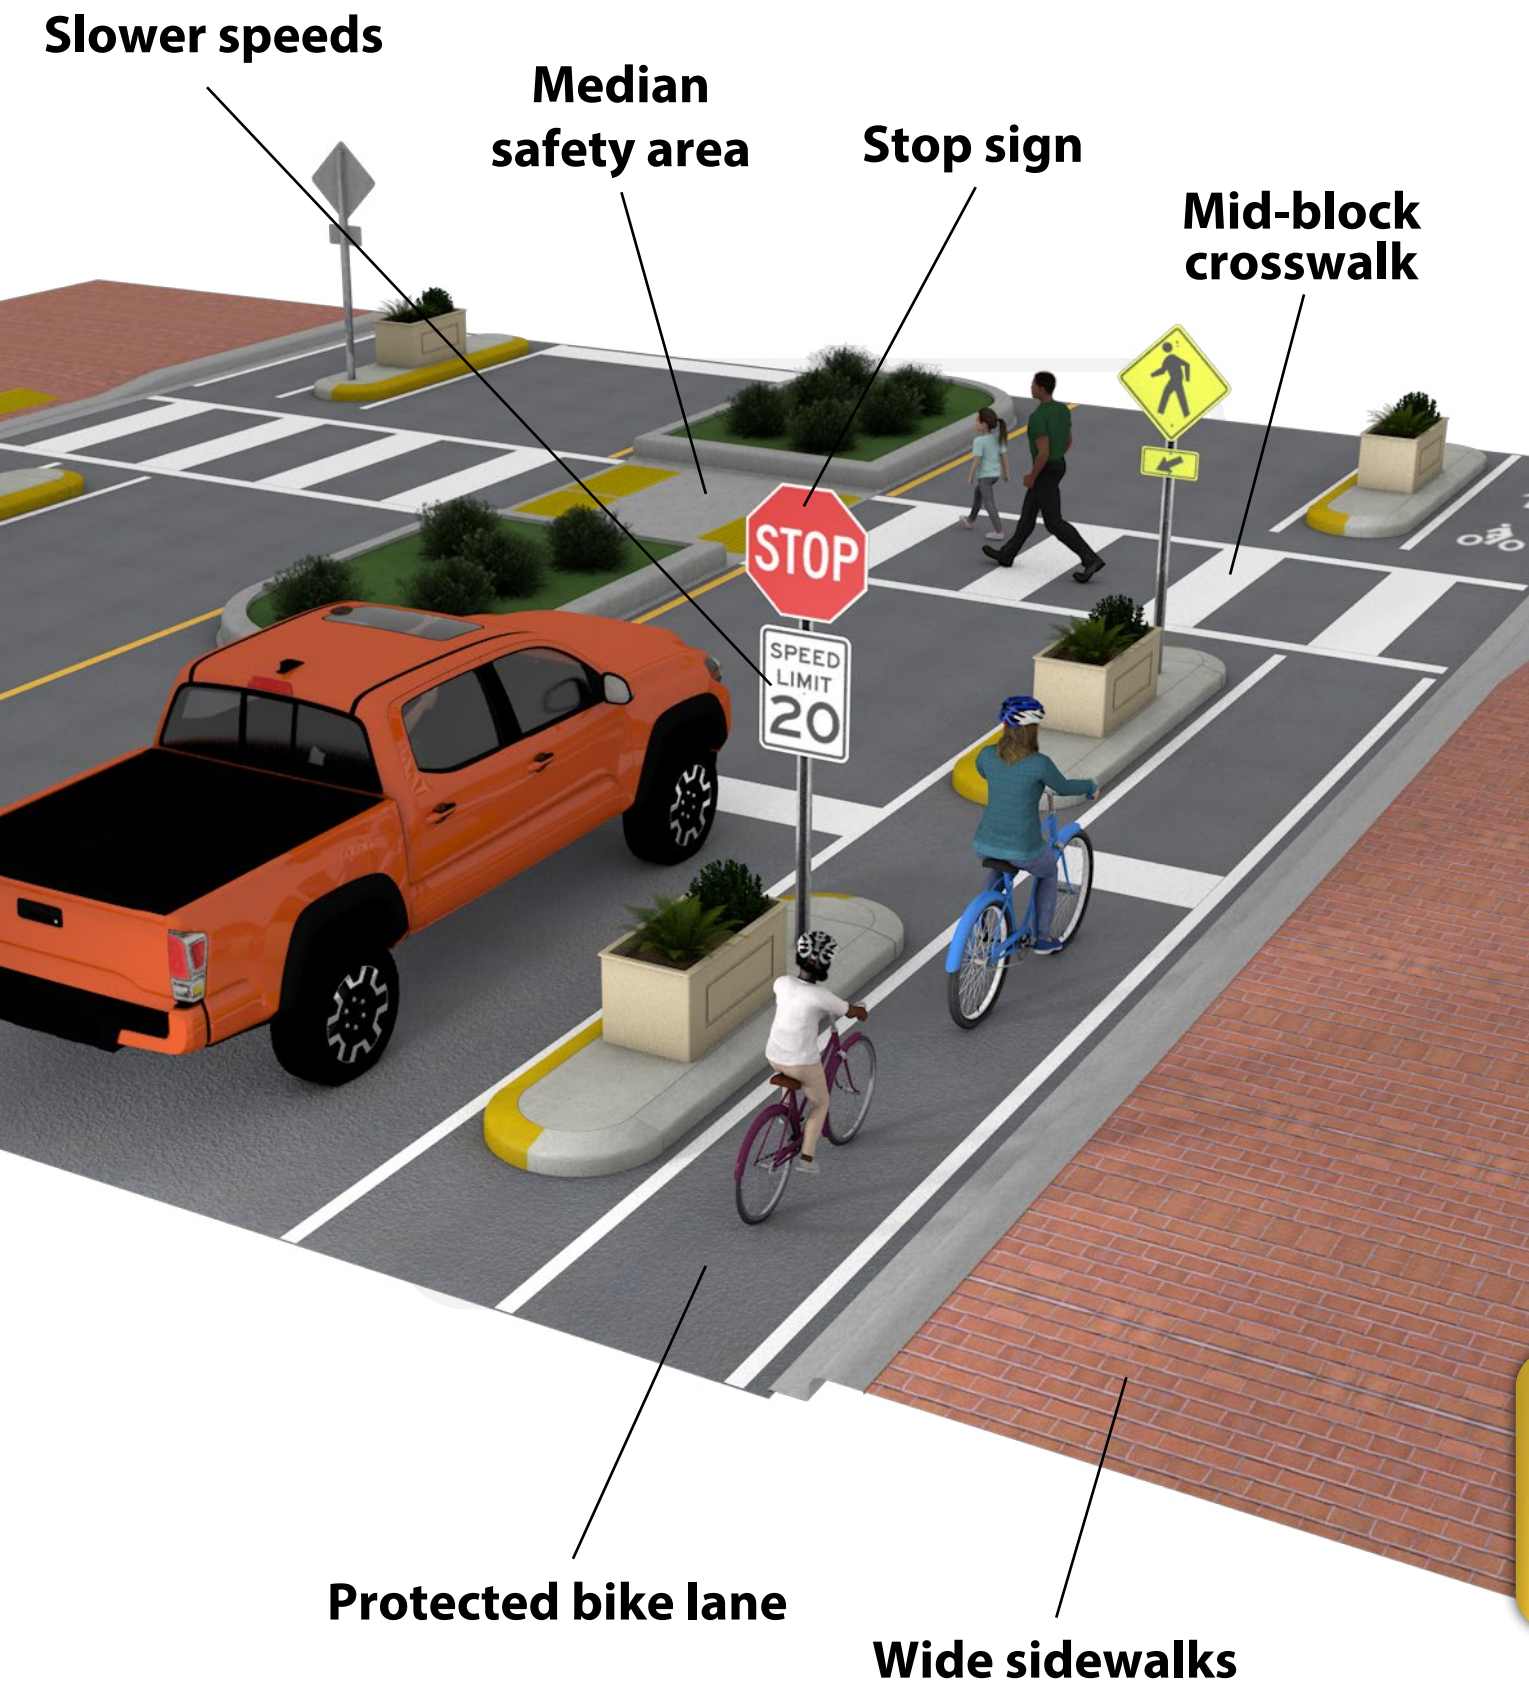 Slower speeds
Median
safety area
Stop sign
Mid-block
crosswalk
STOP
SPEED
LIMIT
20
Protected bike lane
Wide sidewalks